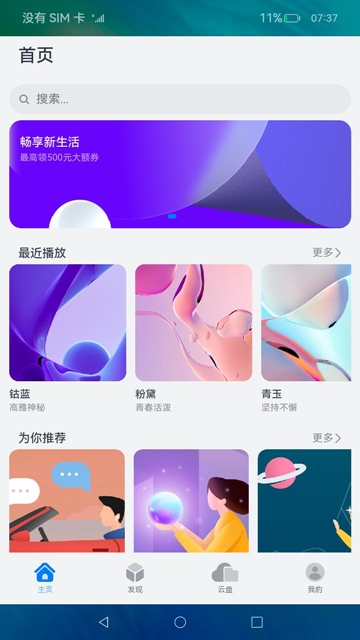 没有 SIM 卡
11%
07:37
首页
搜索...
畅享新生活
最高领500元大额券
最近播放
更多
钴蓝
粉黛
青玉
高雅神秘
青春活泼
坚持不懈
为你推荐
更多
主页
发现
云盘
我的